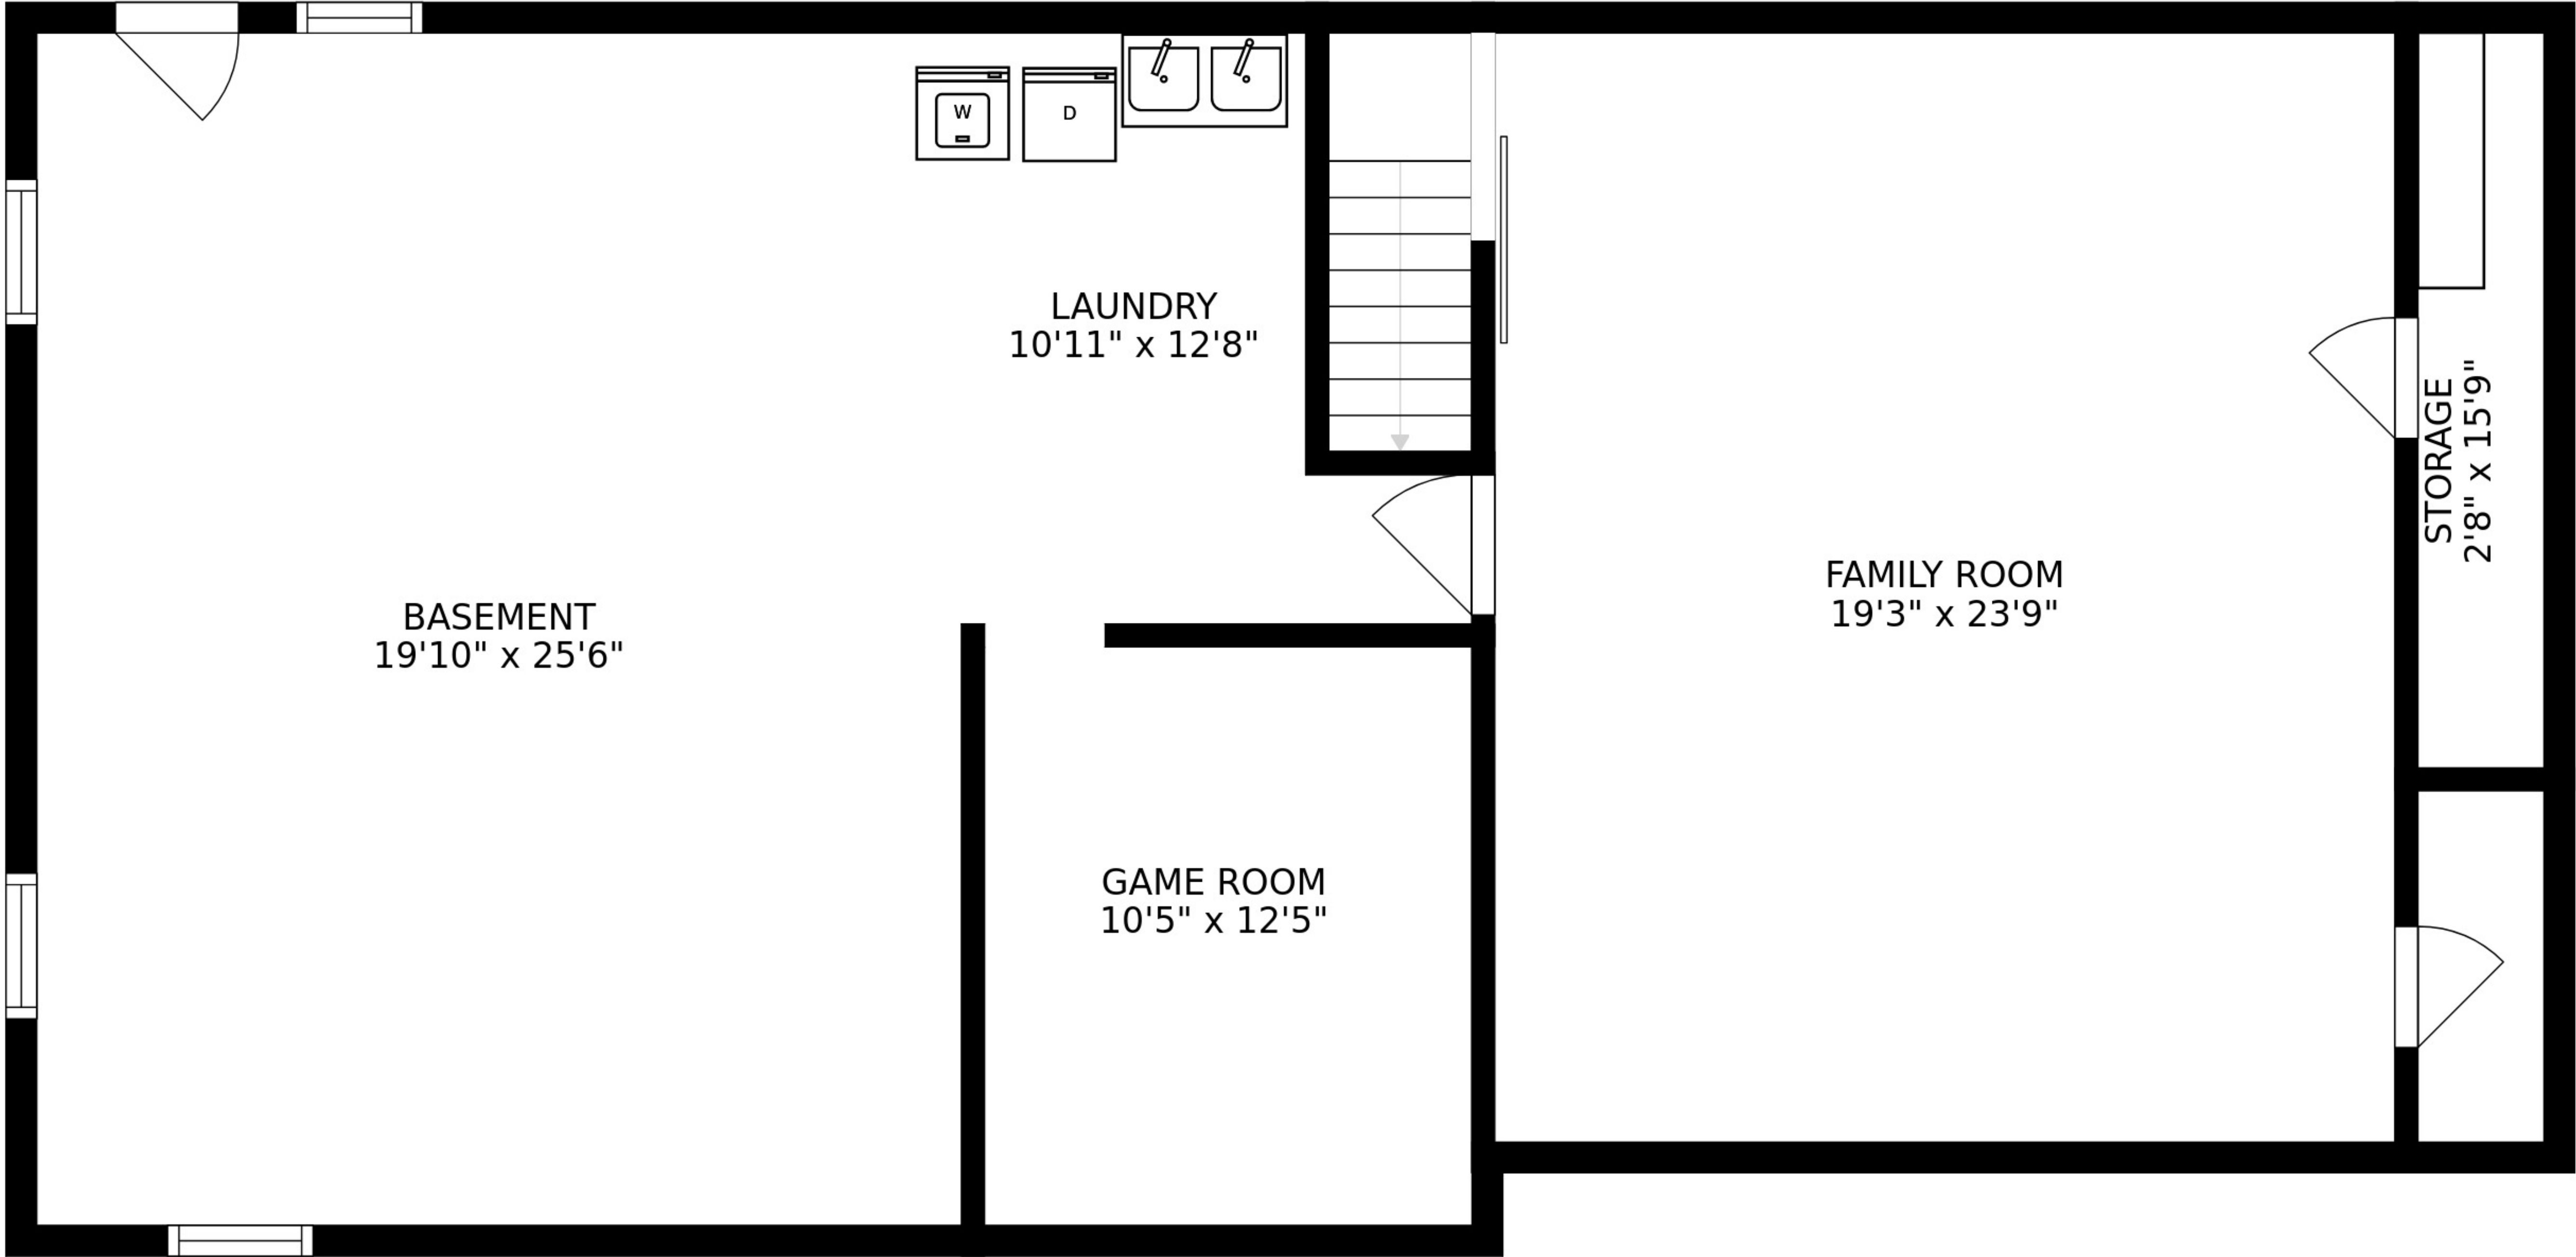 W
D
LAUNDRY
10'11" x 12'8"
BASEMENT
19'10" x 25'6"
GAME ROOM
10'5" x 12'5"
FAMILY ROOM
19'3" x 23'9"
STORAGE
2'8" x 15'9"